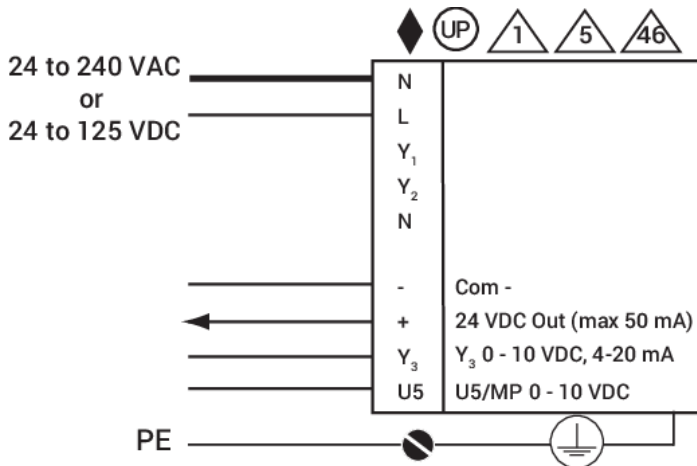 UP 1 5 46
24 to 240 VAC
or
24 to 125 VDC
N
L
Y₁
Y₂
N
- Com -
+ 24 VDC Out (max 50 mA)
Y₃ Y₃ 0 - 10 VDC, 4-20 mA
U5 U5/MP 0 - 10 VDC
PE